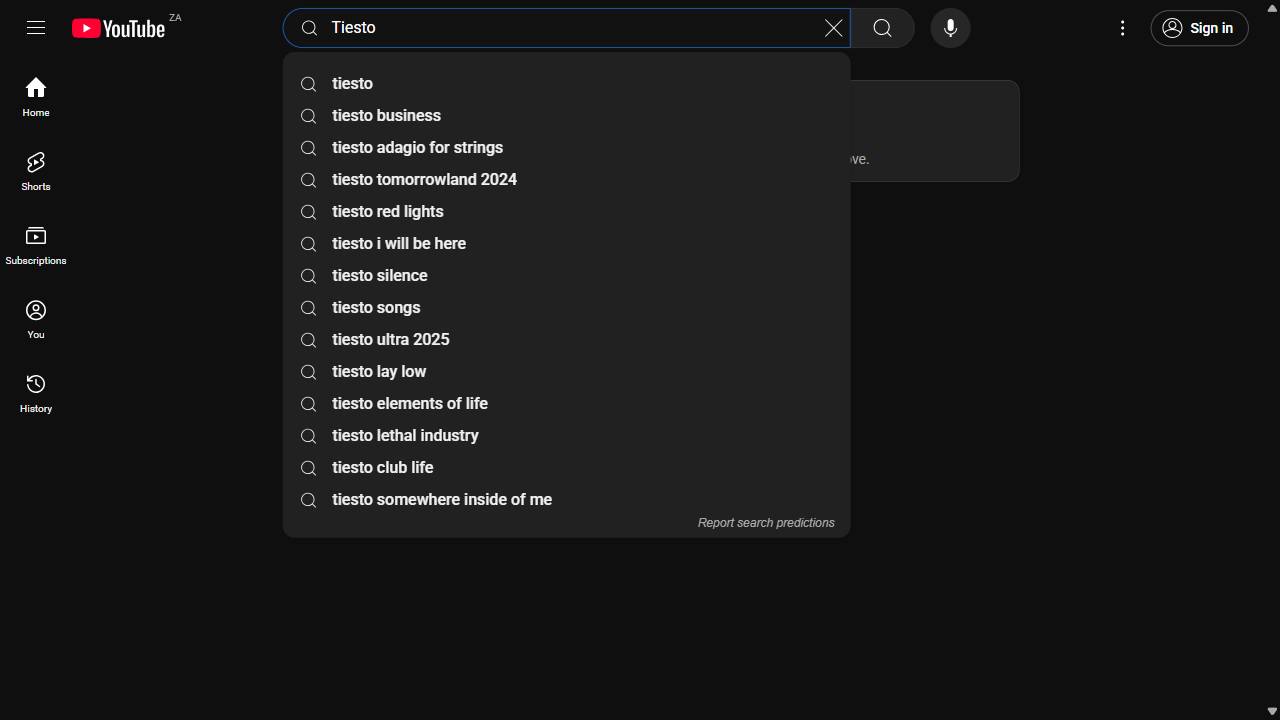 YouTube ZA
Tiesto
Sign in
Home
Shorts
Subscriptions
You
History
tiesto
tiesto business
tiesto adagio for strings
tiesto tomorrowland 2024
tiesto red lights
tiesto i will be here
tiesto silence
tiesto songs
tiesto ultra 2025
tiesto lay low
tiesto elements of life
tiesto lethal industry
tiesto club life
tiesto somewhere inside of me
Report search predictions